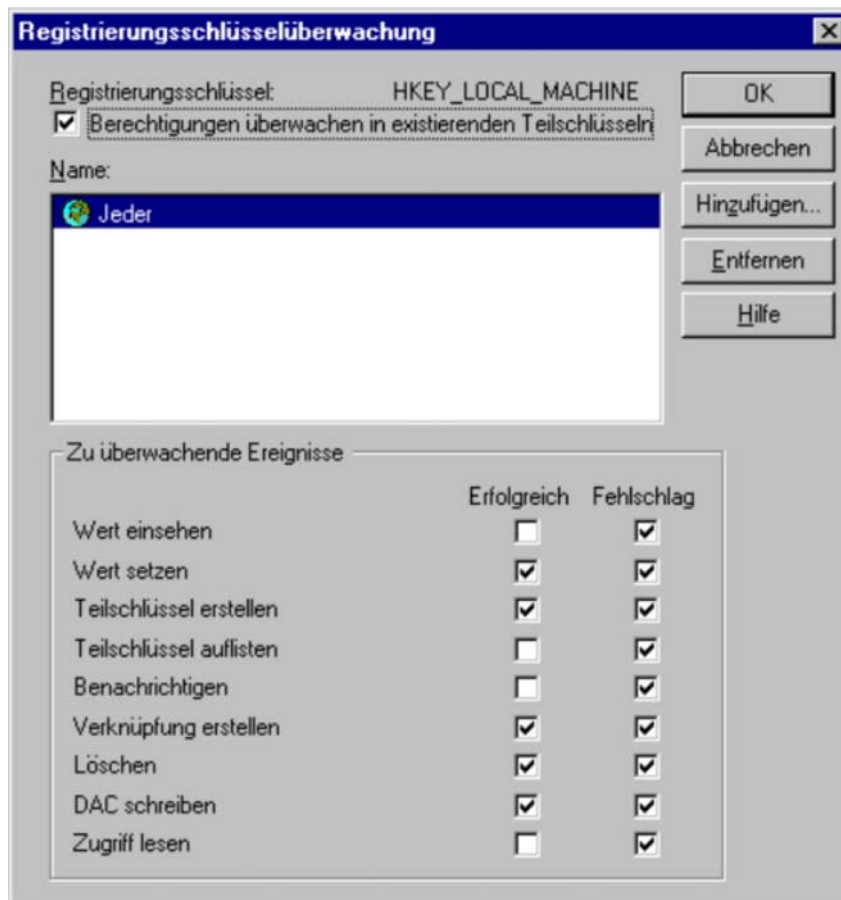 Registrierungsschlüsselüberwachung
Registrierungsschlüssel: HKEY_LOCAL_MACHINE
Berechtigungen überwachen in existierenden Teilschlüsseln
Name:
Jeder
OK
Abbrechen
Hinzufügen...
Entfernen
Hilfe
Zu überwachende Ereignisse
Erfolgreich Fehlschlag
Wert einsehen
Wert setzen
Teilschlüssel erstellen
Teilschlüssel auflisten
Benachrichtigen
Verknüpfung erstellen
Löschen
DAC schreiben
Zugriff lesen